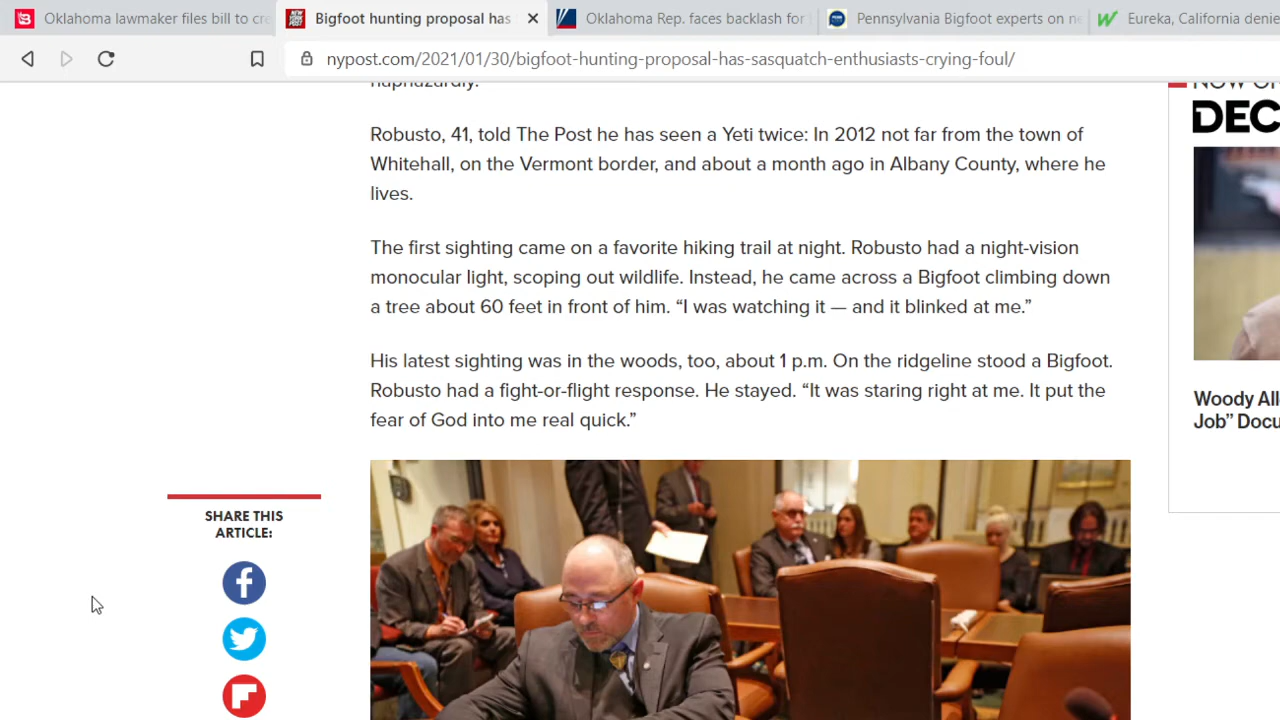 Oklahoma lawmaker files bill to cre
Bigfoot hunting proposal has
Oklahoma Rep. faces backlash for
Pennsylvania Bigfoot experts on ne
Eureka, California denie
nypost.com/2021/01/30/bigfoot-hunting-proposal-has-sasquatch-enthusiasts-crying-foul/
haphazardly.
Robusto, 41, told The Post he has seen a Yeti twice: In 2012 not far from the town of
Whitehall, on the Vermont border, and about a month ago in Albany County, where he
lives.
The first sighting came on a favorite hiking trail at night. Robusto had a night-vision
monocular light, scoping out wildlife. Instead, he came across a Bigfoot climbing down
a tree about 60 feet in front of him. “I was watching it — and it blinked at me.”
His latest sighting was in the woods, too, about 1 p.m. On the ridgeline stood a Bigfoot.
Robusto had a fight-or-flight response. He stayed. “It was staring right at me. It put the
fear of God into me real quick.”
SHARE THIS
ARTICLE:
NOW ON
DEC
Woody All
Job” Docu